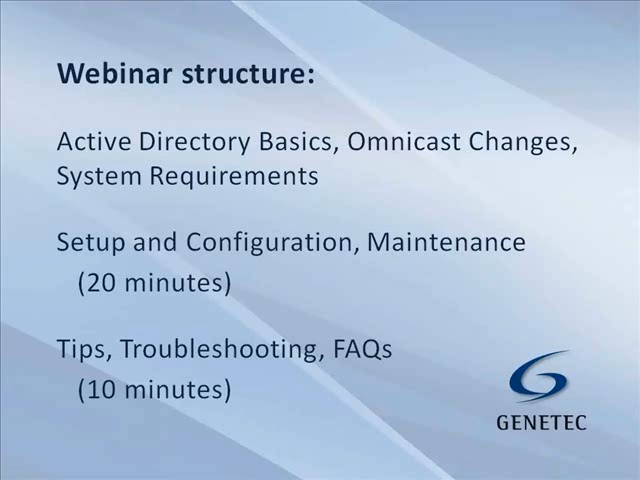 Webinar structure:
Active Directory Basics, Omnicast Changes,
System Requirements
Setup and Configuration, Maintenance
(20 minutes)
Tips, Troubleshooting, FAQs
(10 minutes)
GENETEC